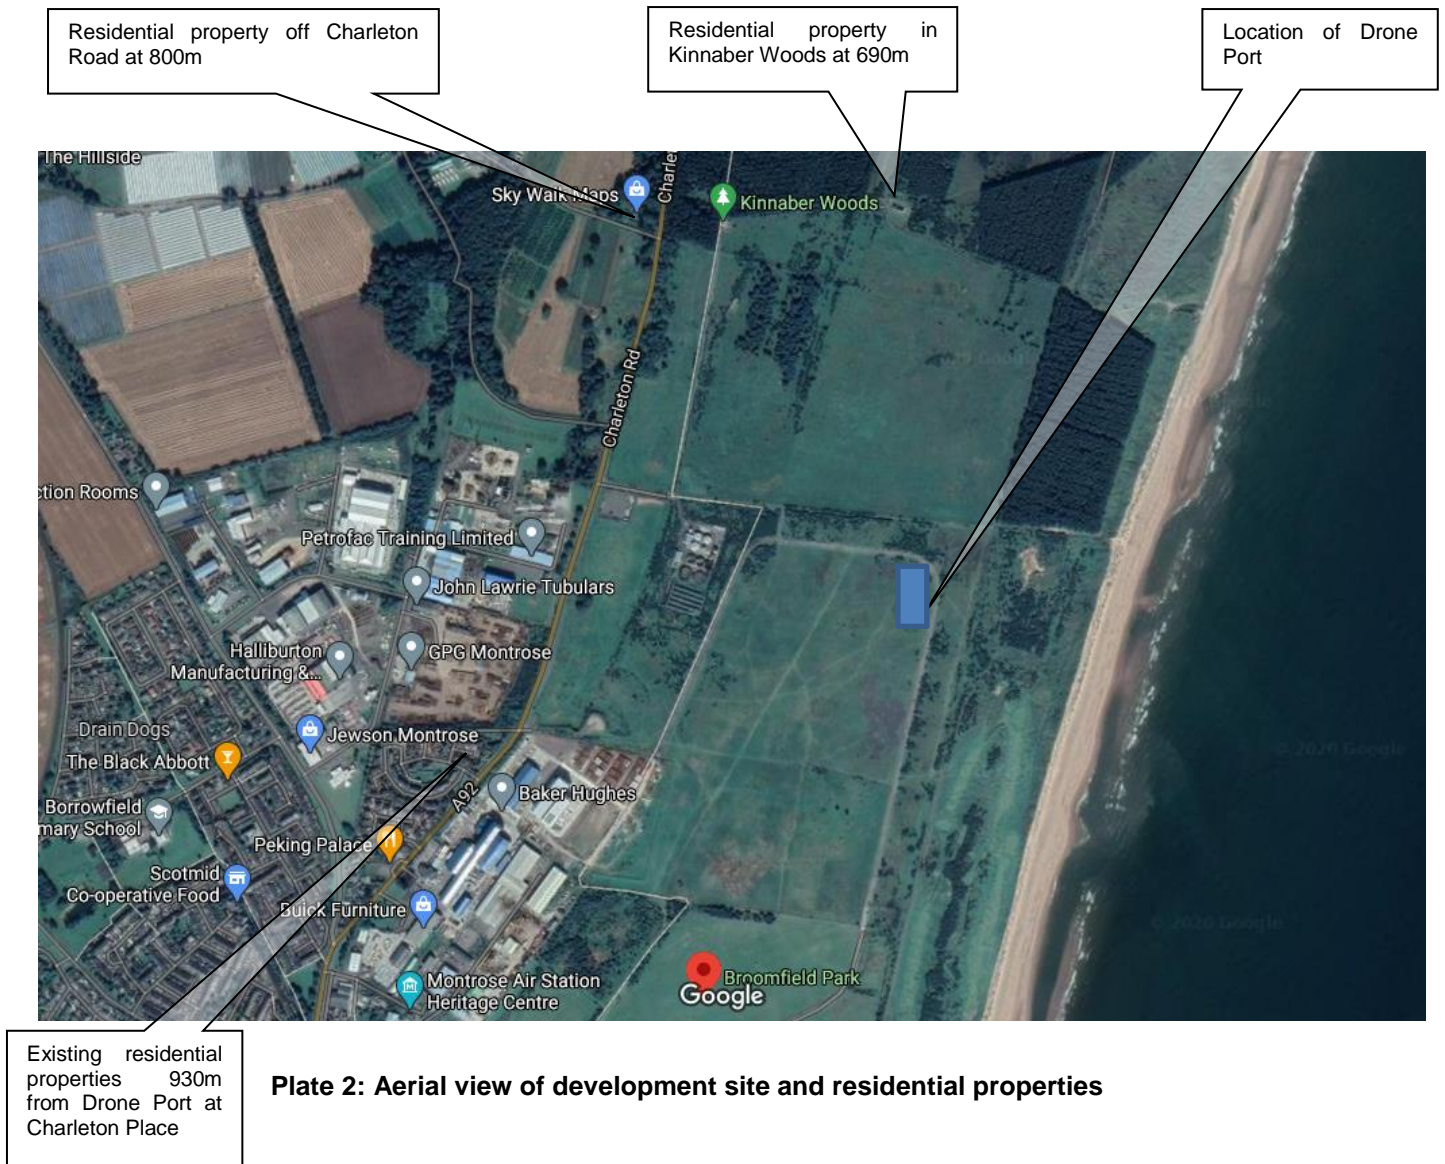 Residential property off Charleton
Road at 800m
Residential property in
Kinnaber Woods at 690m
Location of Drone
Port
The Hillside
Sky Walk Maps
Charle
Kinnaber Woods
Charleton Rd
ction Rooms
Petrofac Training Limited
John Lawrie Tubulars
Halliburton
Manufacturing &...
GPG Montrose
Drain Dogs
Jewson Montrose
The Black Abbott
A92
Baker Hughes
Borrowfield
mary School
Peking Palace
Scotmid
Co-operative Food
Buick Furniture
Montrose Air Station
Heritage Centre
Broomfield Park
Google
© 2020 Google
© 2020 Google
Existing residential
properties 930m
from Drone Port at
Charleton Place
Plate 2: Aerial view of development site and residential properties